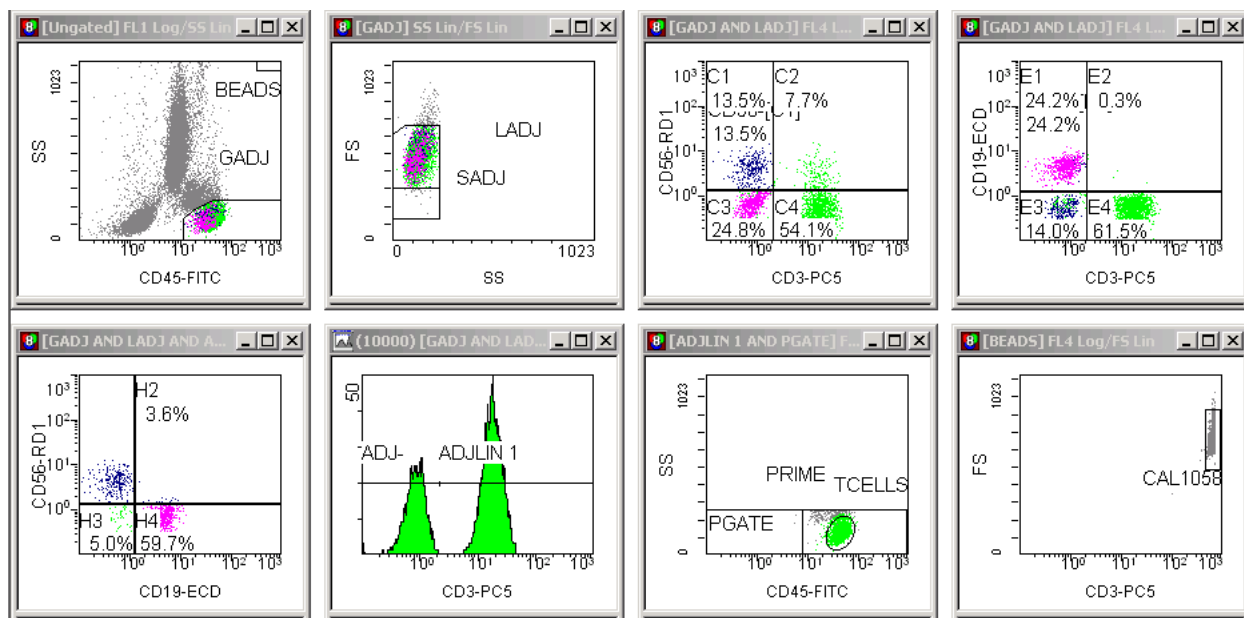 [Ungated] FL1 Log/SS Lin
1023
BEADS
GADJ
SS
0
10⁰ 10¹ 10² 10³
CD45-FITC
[GADJ] SS Lin/FS Lin
1023
LADJ
FS
SADJ
0
0 1023
SS
[GADJ AND LADJ] FL4 L...
10³ C1 C2
13.5% 7.7%
10²
13.5%
CD56-RD1
10¹
10⁰
C3 C4
24.8% 54.1%
10⁰ 10¹ 10² 10³
CD3-PC5
[GADJ AND LADJ] FL4 L...
10³ E1 E2
24.2% 0.3%
10²
24.2%
CD19-ECD
10¹
10⁰
E3 E4
14.0% 61.5%
10⁰ 10¹ 10² 10³
CD3-PC5
[GADJ AND LADJ AND A...
10³ H2
3.6%
10²
CD56-RD1
10¹
10⁰
H3 H4
5.0% 59.7%
10⁰ 10¹ 10² 10³
CD19-ECD
(10000) [GADJ AND LAD...
50
ADJ- ADJLIN 1
10⁰ 10¹ 10² 10³
CD3-PC5
[ADJLIN 1 AND PGATE] F...
1023
SS
PRIME TCELLS
PGATE
0
10⁰ 10¹ 10² 10³
CD45-FITC
[BEADS] FL4 Log/FS Lin
1023
FS
CAL1058
0
10⁰ 10¹ 10² 10³
CD3-PC5